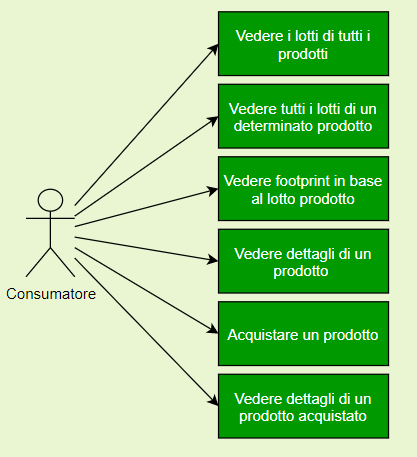 Vedere i lotti di tutti i
prodotti
Vedere tutti i lotti di un
determinato prodotto
Vedere footprint in base
al lotto prodotto
Vedere dettagli di un
prodotto
Consumatore
Acquistare un prodotto
Vedere dettagli di un
prodotto acquistato